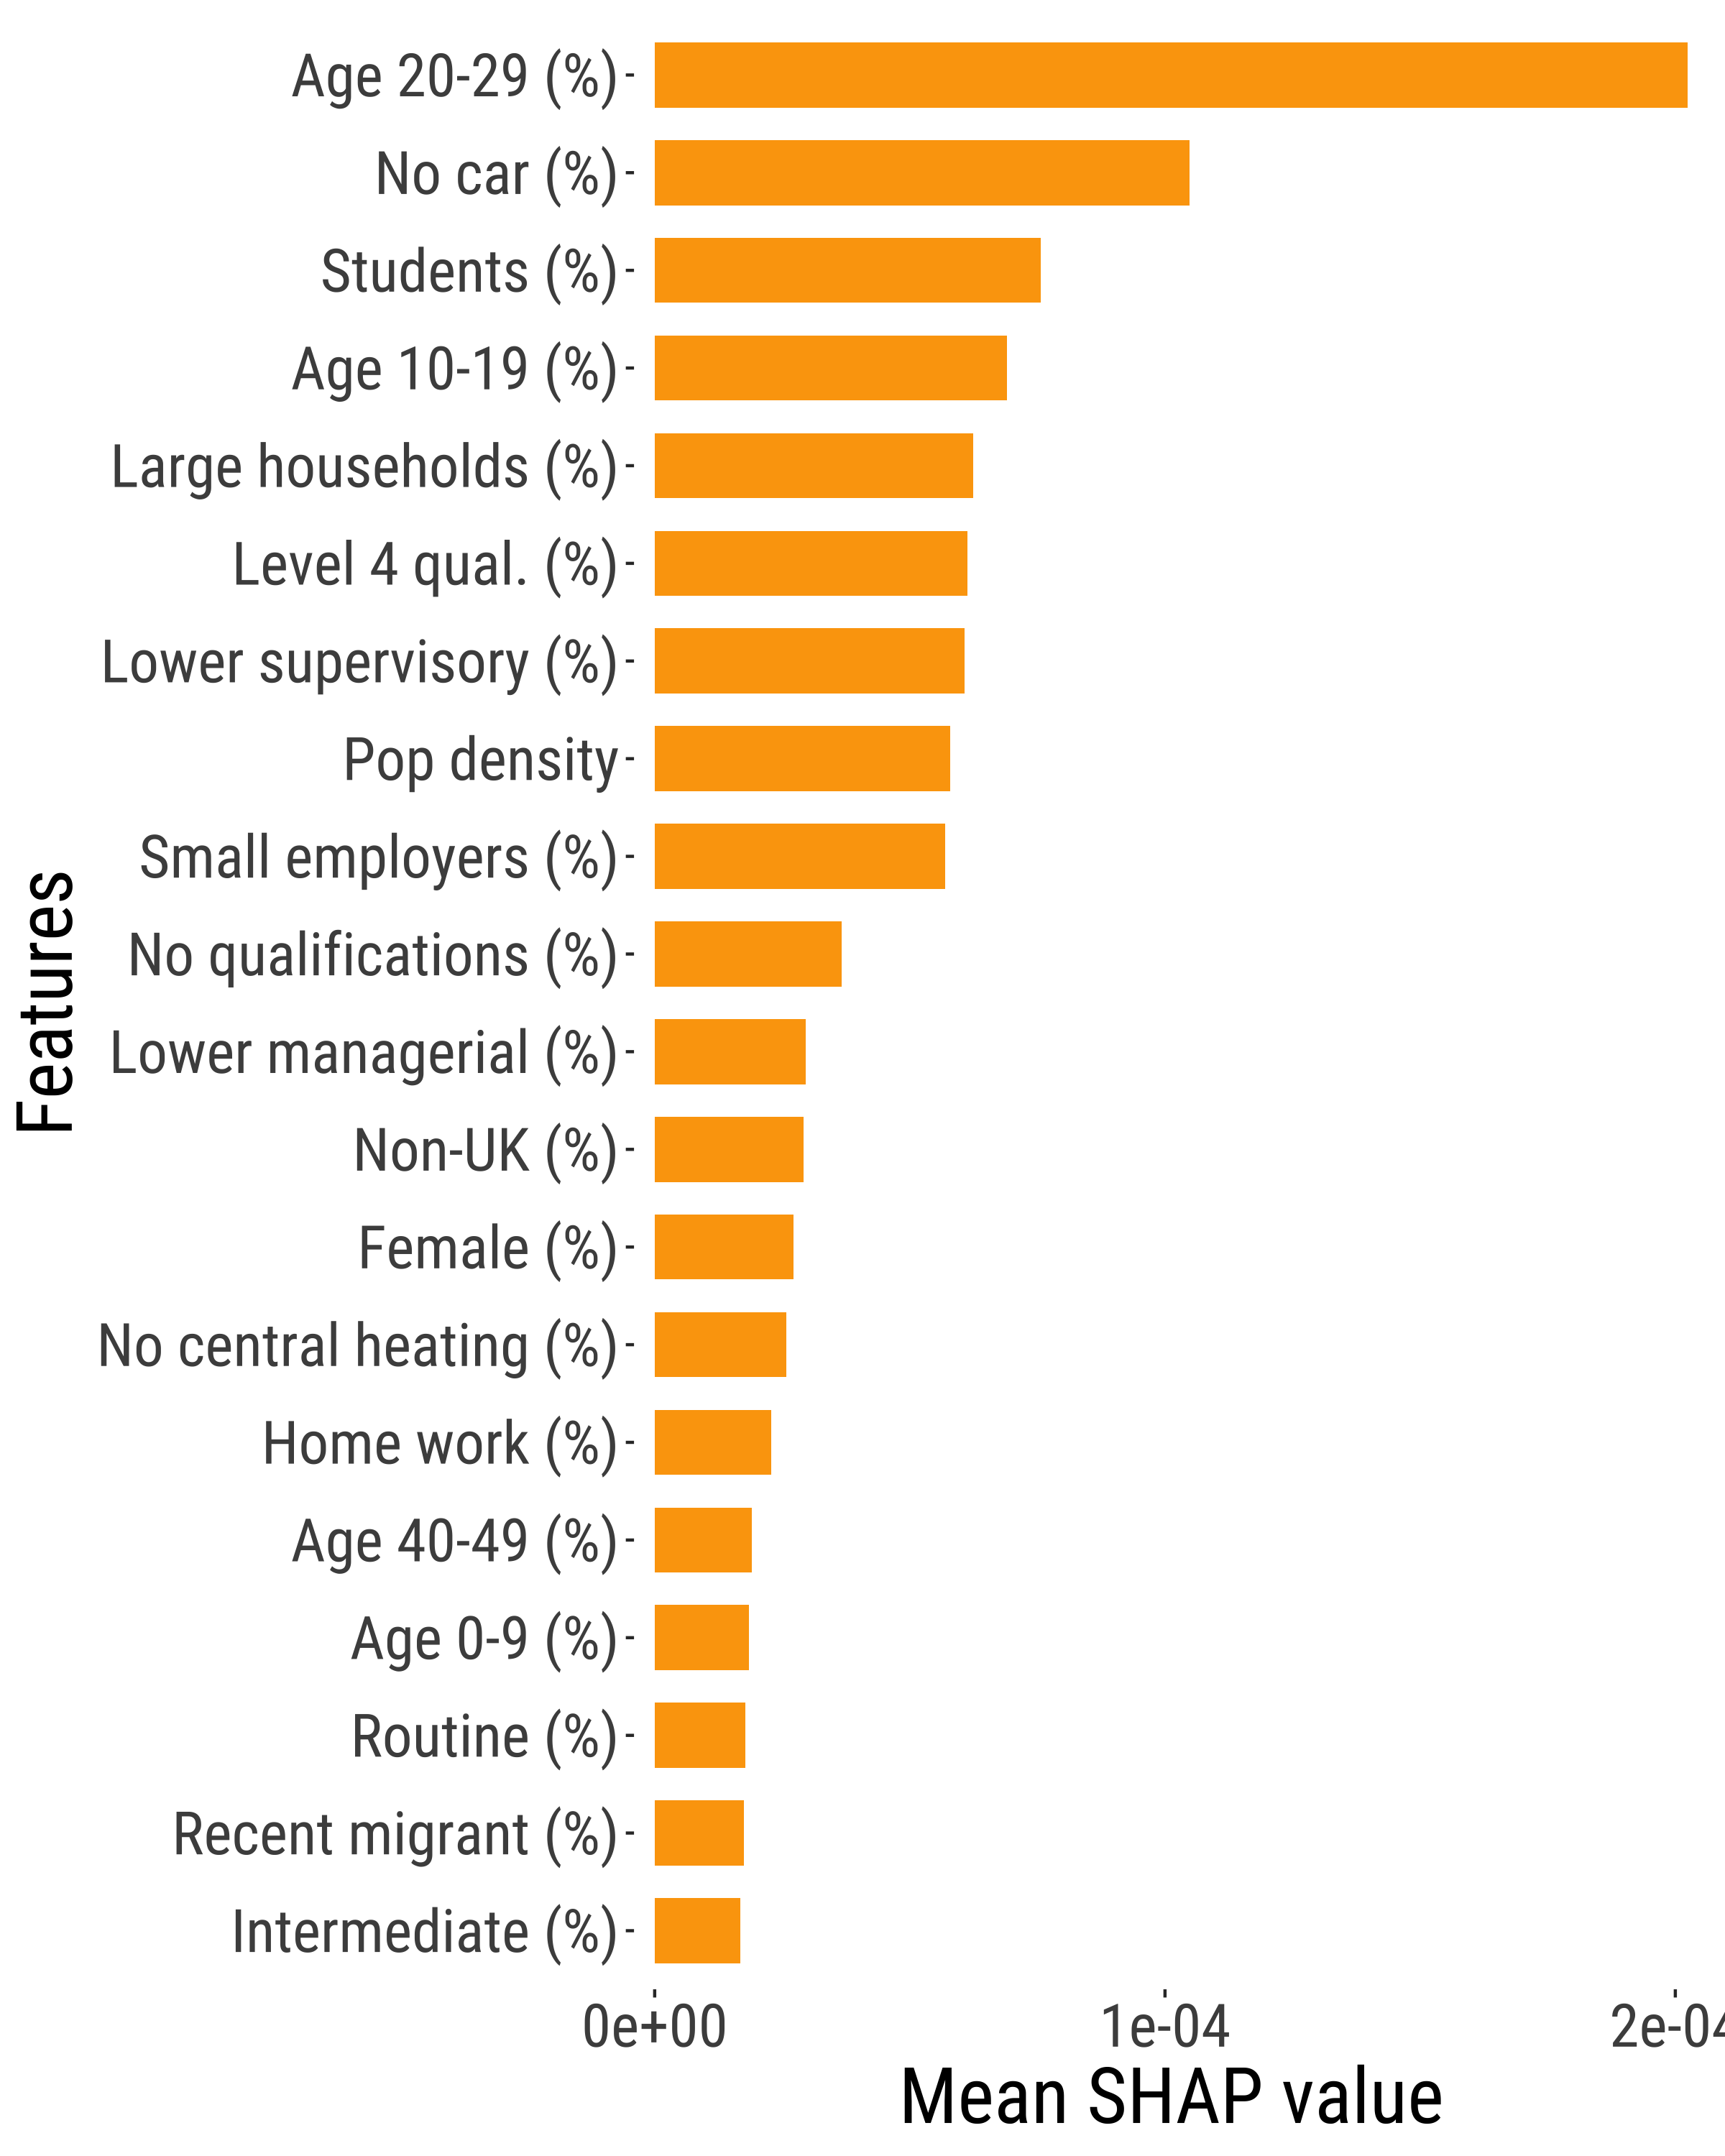 Age 20-29 (%)
No car (%)
Students (%)
Age 10-19 (%)
Large households (%)
Level 4 qual. (%)
Lower supervisory (%)
Pop density
Small employers (%)
No qualifications (%)
Lower managerial (%)
Non-UK (%)
Female (%)
No central heating (%)
Home work (%)
Age 40-49 (%)
Age 0-9 (%)
Routine (%)
Recent migrant (%)
Intermediate (%)
Features
0e+00 1e-04 2e-04
Mean SHAP value